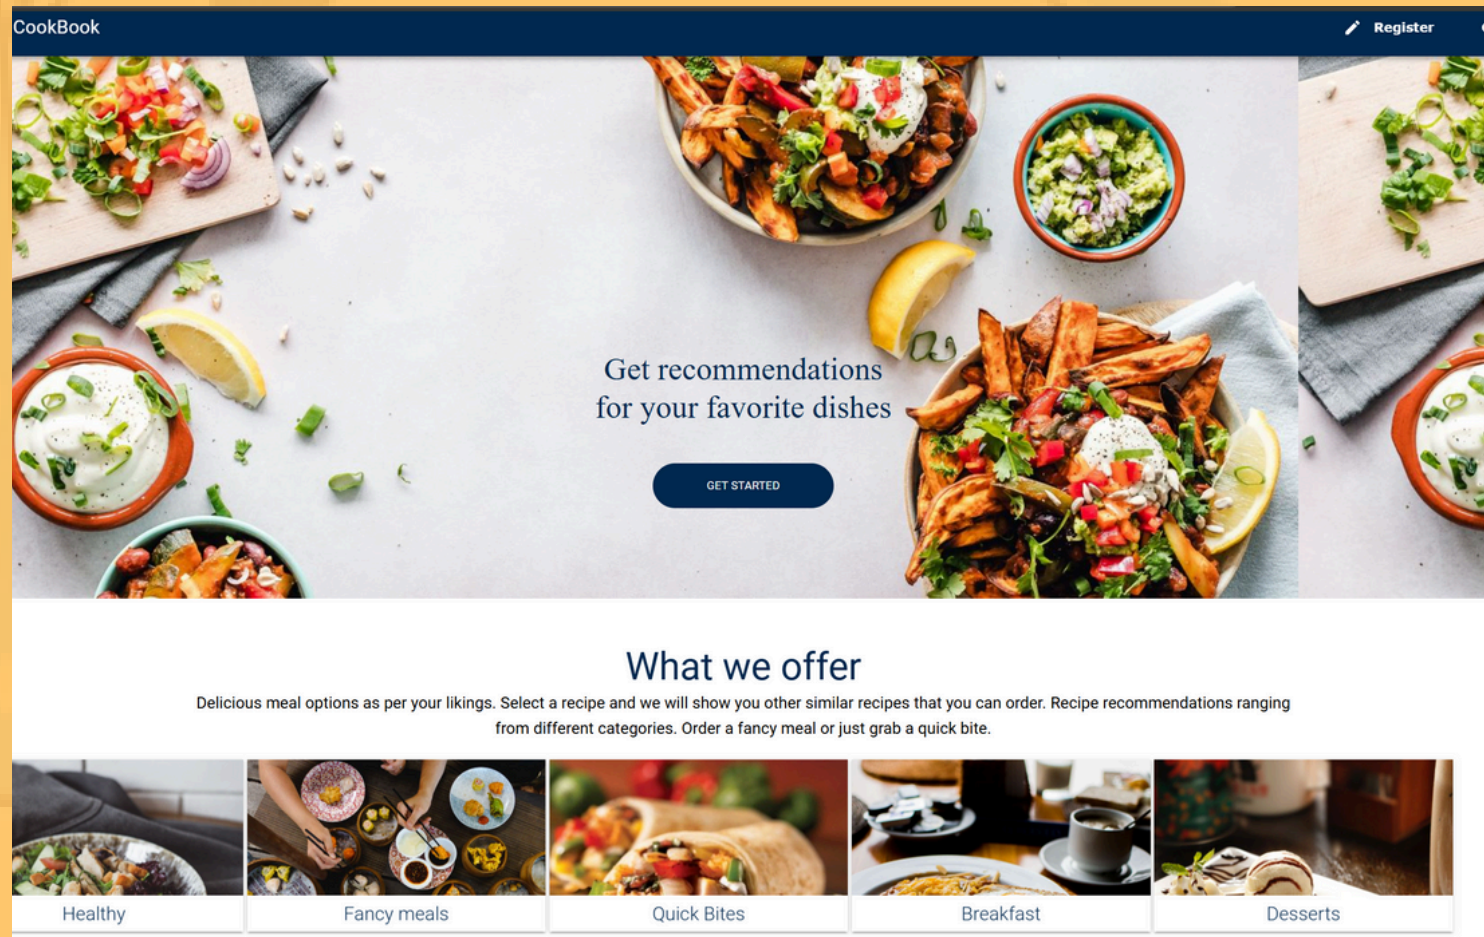 CookBook
Register
Get recommendations
for your favorite dishes
GET STARTED
What we offer
Delicious meal options as per your likings. Select a recipe and we will show you other similar recipes that you can order. Recipe recommendations ranging
from different categories. Order a fancy meal or just grab a quick bite.
Healthy
Fancy meals
Quick Bites
Breakfast
Desserts